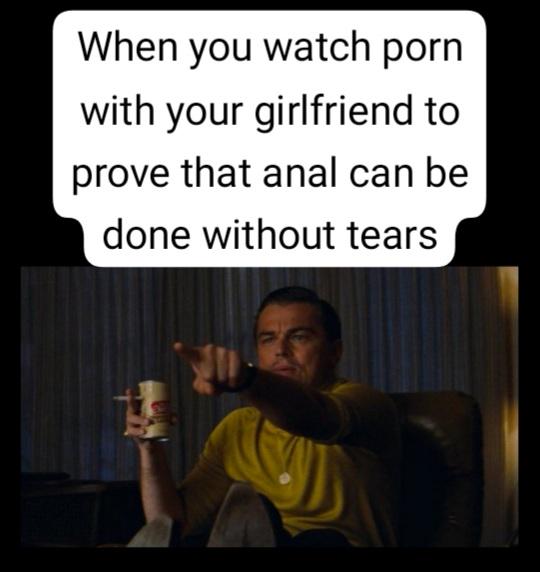 When you watch porn
with your girlfriend to
prove that anal can be
done without tears